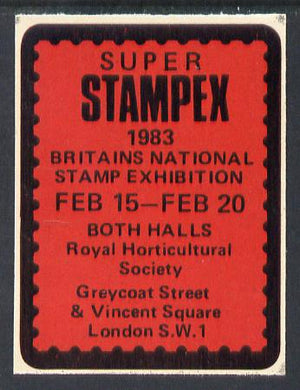 SUPER
STAMPEX
1983
BRITAINS NATIONAL
STAMP EXHIBITION
FEB 15—FEB 20
BOTH HALLS
Royal Horticultural
Society
Greycoat Street
& Vincent Square
London S.W.1